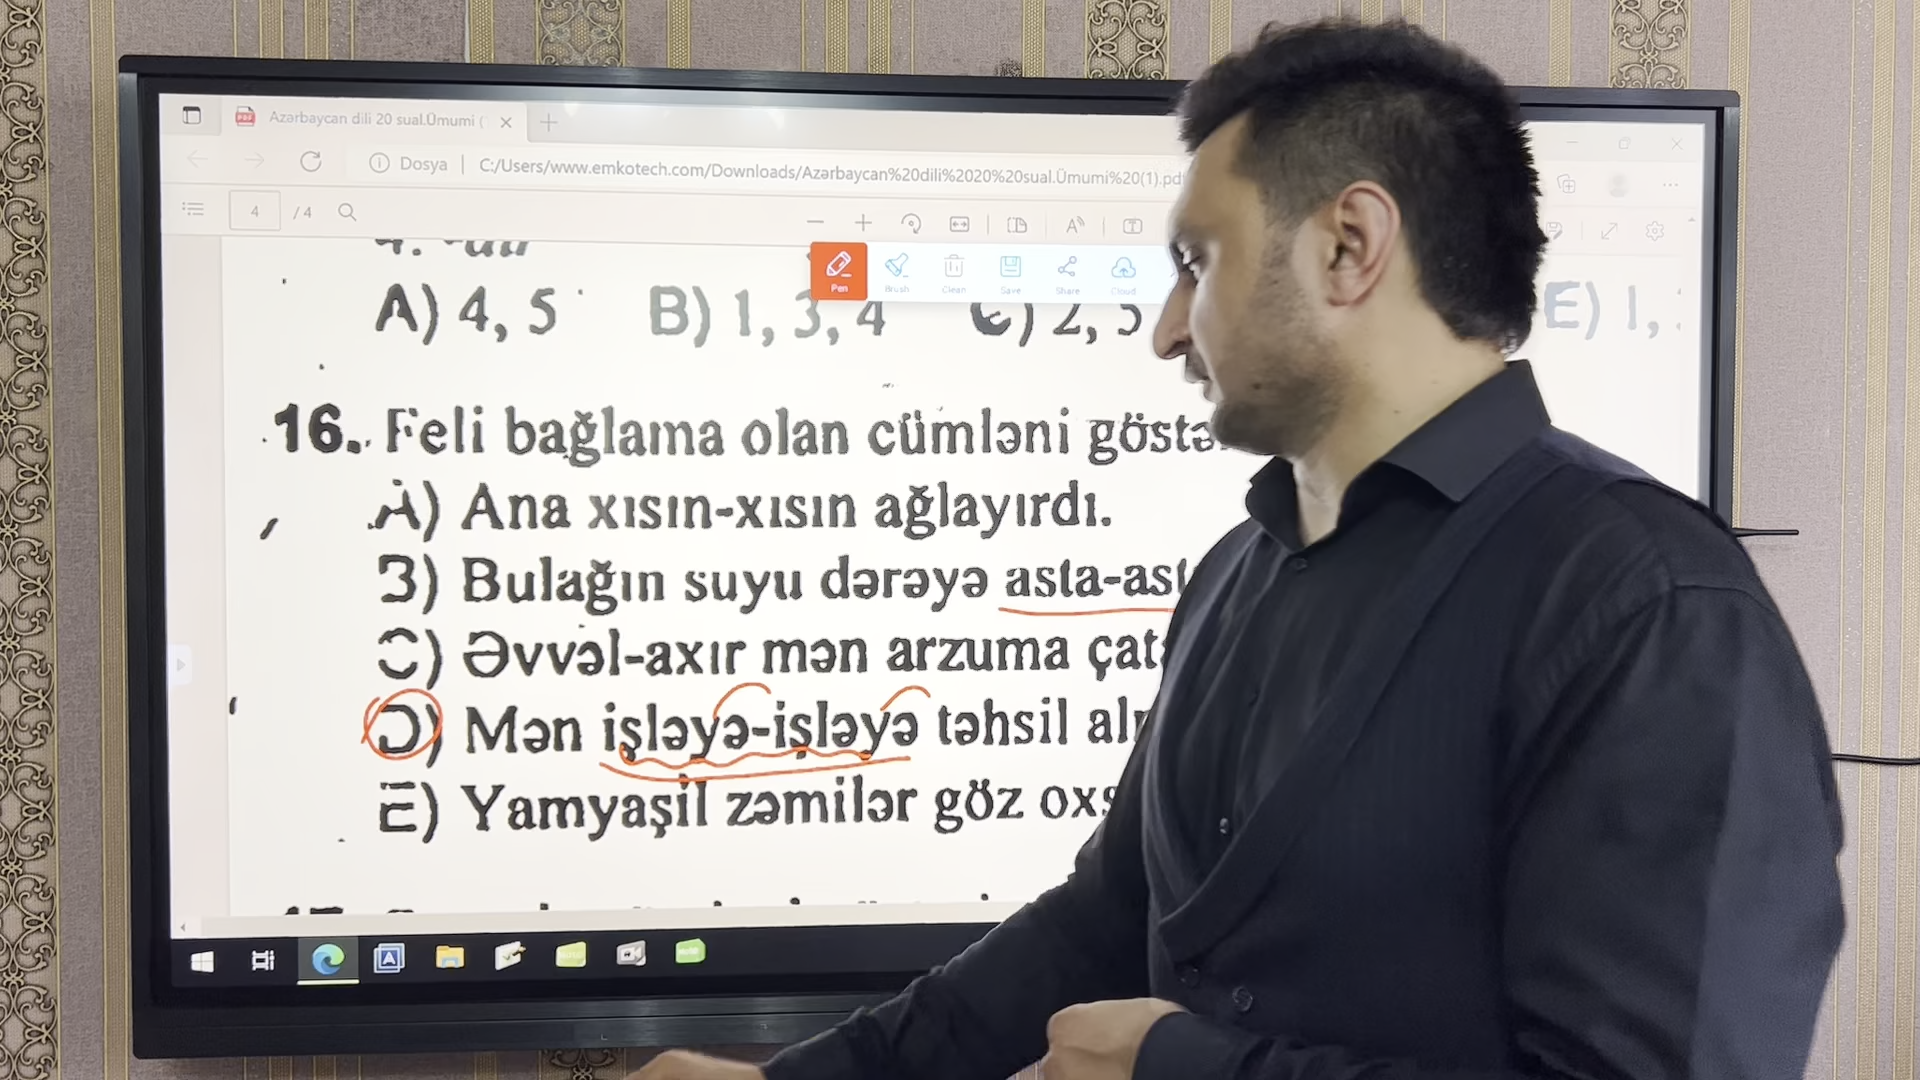 Azərbaycan dili 20 sual.Ümumi (
Dosya | C:/Users/www.emkotech.com/Downloads/Azərbaycan%20dili%2020%20sual.Ümumi%20(1).pdf
4 / 4
Pen Brush Clean Save Share Cloud
A) 4, 5 B) 1, 3, 4 C) 2, 5 E) 1,
16. Feli bağlama olan cümləni göstə
A) Ana xısın-xısın ağlayırdı.
B) Bulağın suyu dərəyə asta-ast
C) Əvvəl-axır mən arzuma çat
D) Mən işləyə-işləyə təhsil alm
E) Yamyaşıl zəmilər göz oxş